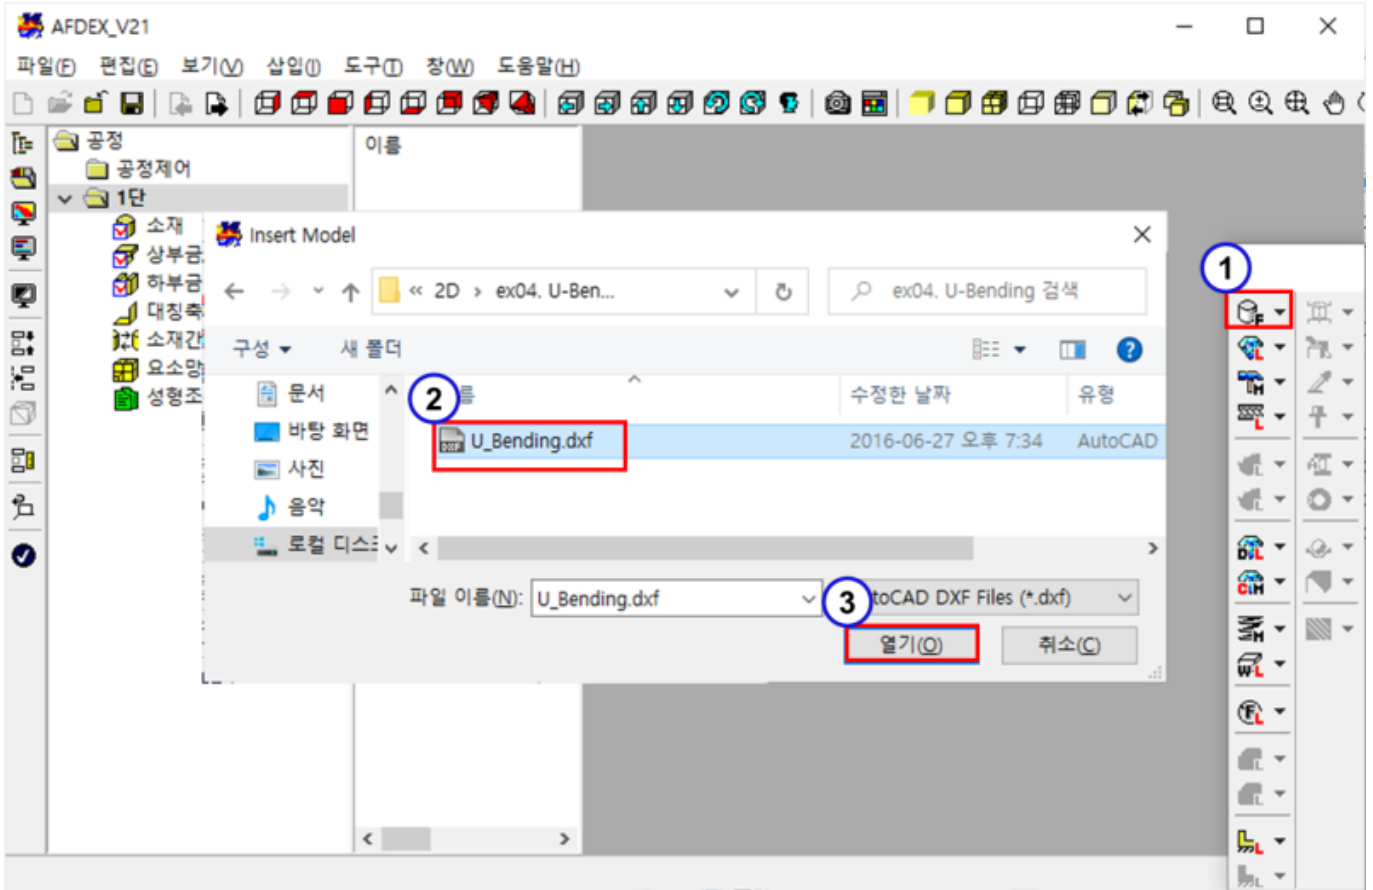 AFDEX_V21
파일(F) 편집(E) 보기(V) 삽입(I) 도구(T) 창(W) 도움말(H)
공정
이름
공정제어
1단
소재
상부금
하부금
대칭축
소재간
요소망
성형조
Insert Model
1
« 2D › ex04. U-Ben...
ex04. U-Bending 검색
구성 새 폴더
2
름 수정한 날짜 유형
문서
바탕 화면
사진
음악
로컬 디스
U_Bending.dxf 2016-06-27 오후 7:34 AutoCAD
파일 이름(N): U_Bending.dxf
3
toCAD DXF Files (*.dxf)
열기(O) 취소(C)